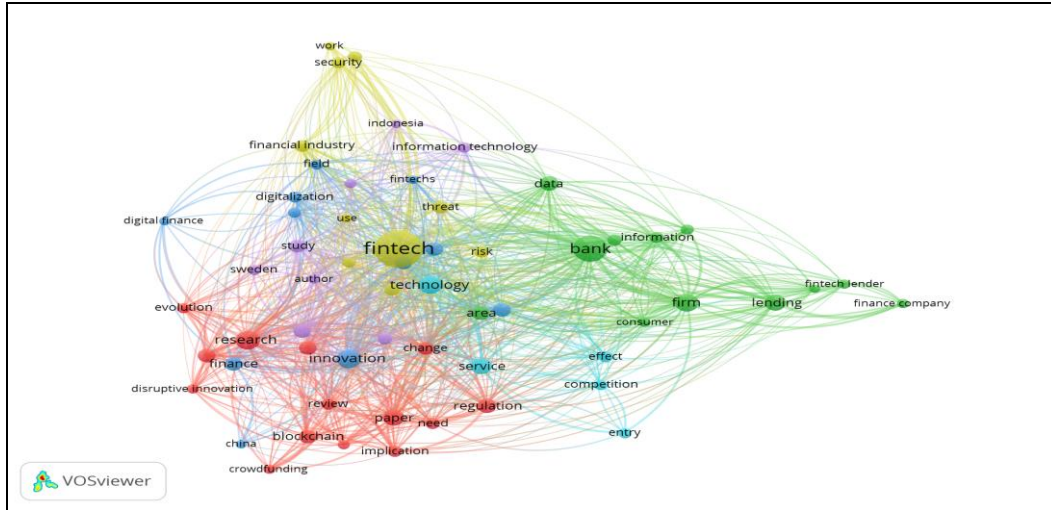 work
security
indonesia
financial industry
information technology
field
fintechs
data
digitalization
use
threat
digital finance
study
fintech
risk
bank
information
sweden
author
technology
fintech lender
evolution
area
firm
lending
finance company
consumer
research
change
finance
innovation
service
effect
disruptive innovation
competition
review
regulation
paper
need
china
blockchain
entry
implication
crowdfunding
VOSviewer